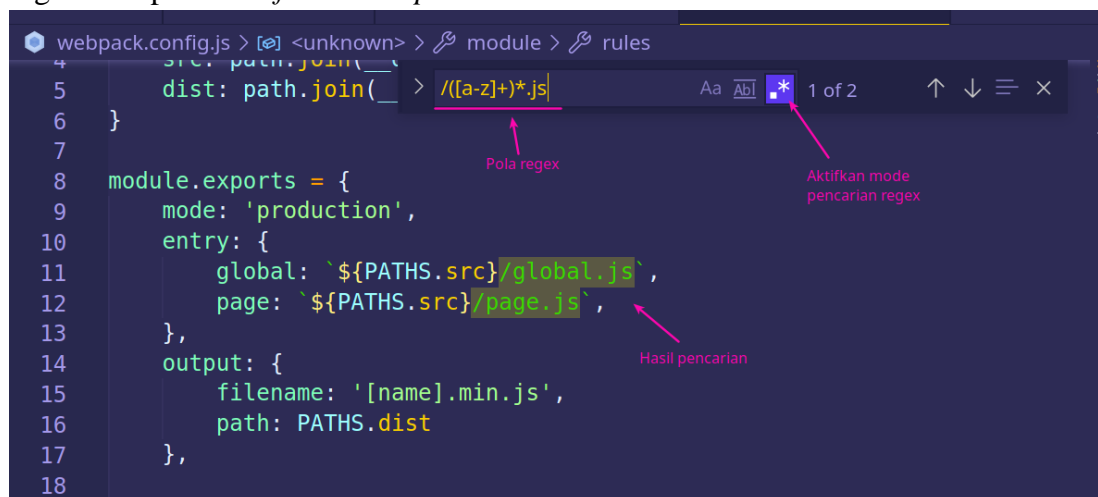 webpack.config.js > <unknown> > module > rules
4 src: path.join(
5 dist: path.join(__
> /([a-z]+)*.js Aa Abl .* 1 of 2
6 }
7
Pola regex
Aktifkan mode
pencarian regex
8 module.exports = {
9 mode: 'production',
10 entry: {
11 global: `${PATHS.src}/global.js`,
12 page: `${PATHS.src}/page.js`,
13 },
Hasil pencarian
14 output: {
15 filename: '[name].min.js',
16 path: PATHS.dist
17 },
18